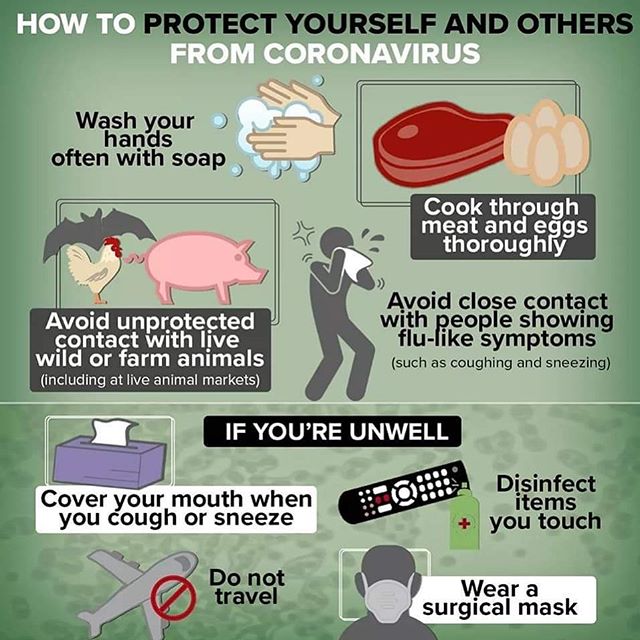 HOW TO PROTECT YOURSELF AND OTHERS
FROM CORONAVIRUS
Wash your
hands
often with soap
Cook through
meat and eggs
thoroughly
Avoid unprotected
contact with live
wild or farm animals
(including at live animal markets)
Avoid close contact
with people showing
flu-like symptoms
(such as coughing and sneezing)
IF YOU'RE UNWELL
Cover your mouth when
you cough or sneeze
Disinfect
items
you touch
Do not
travel
Wear a
surgical mask